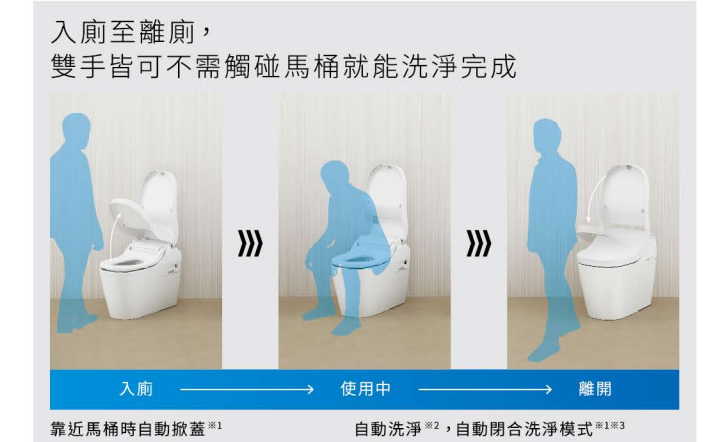 入廁至離廁，
雙手皆可不需觸碰馬桶就能洗淨完成
入廁 使用中 離開
靠近馬桶時自動掀蓋※1 自動洗淨※2，自動閉合洗淨模式※1※3